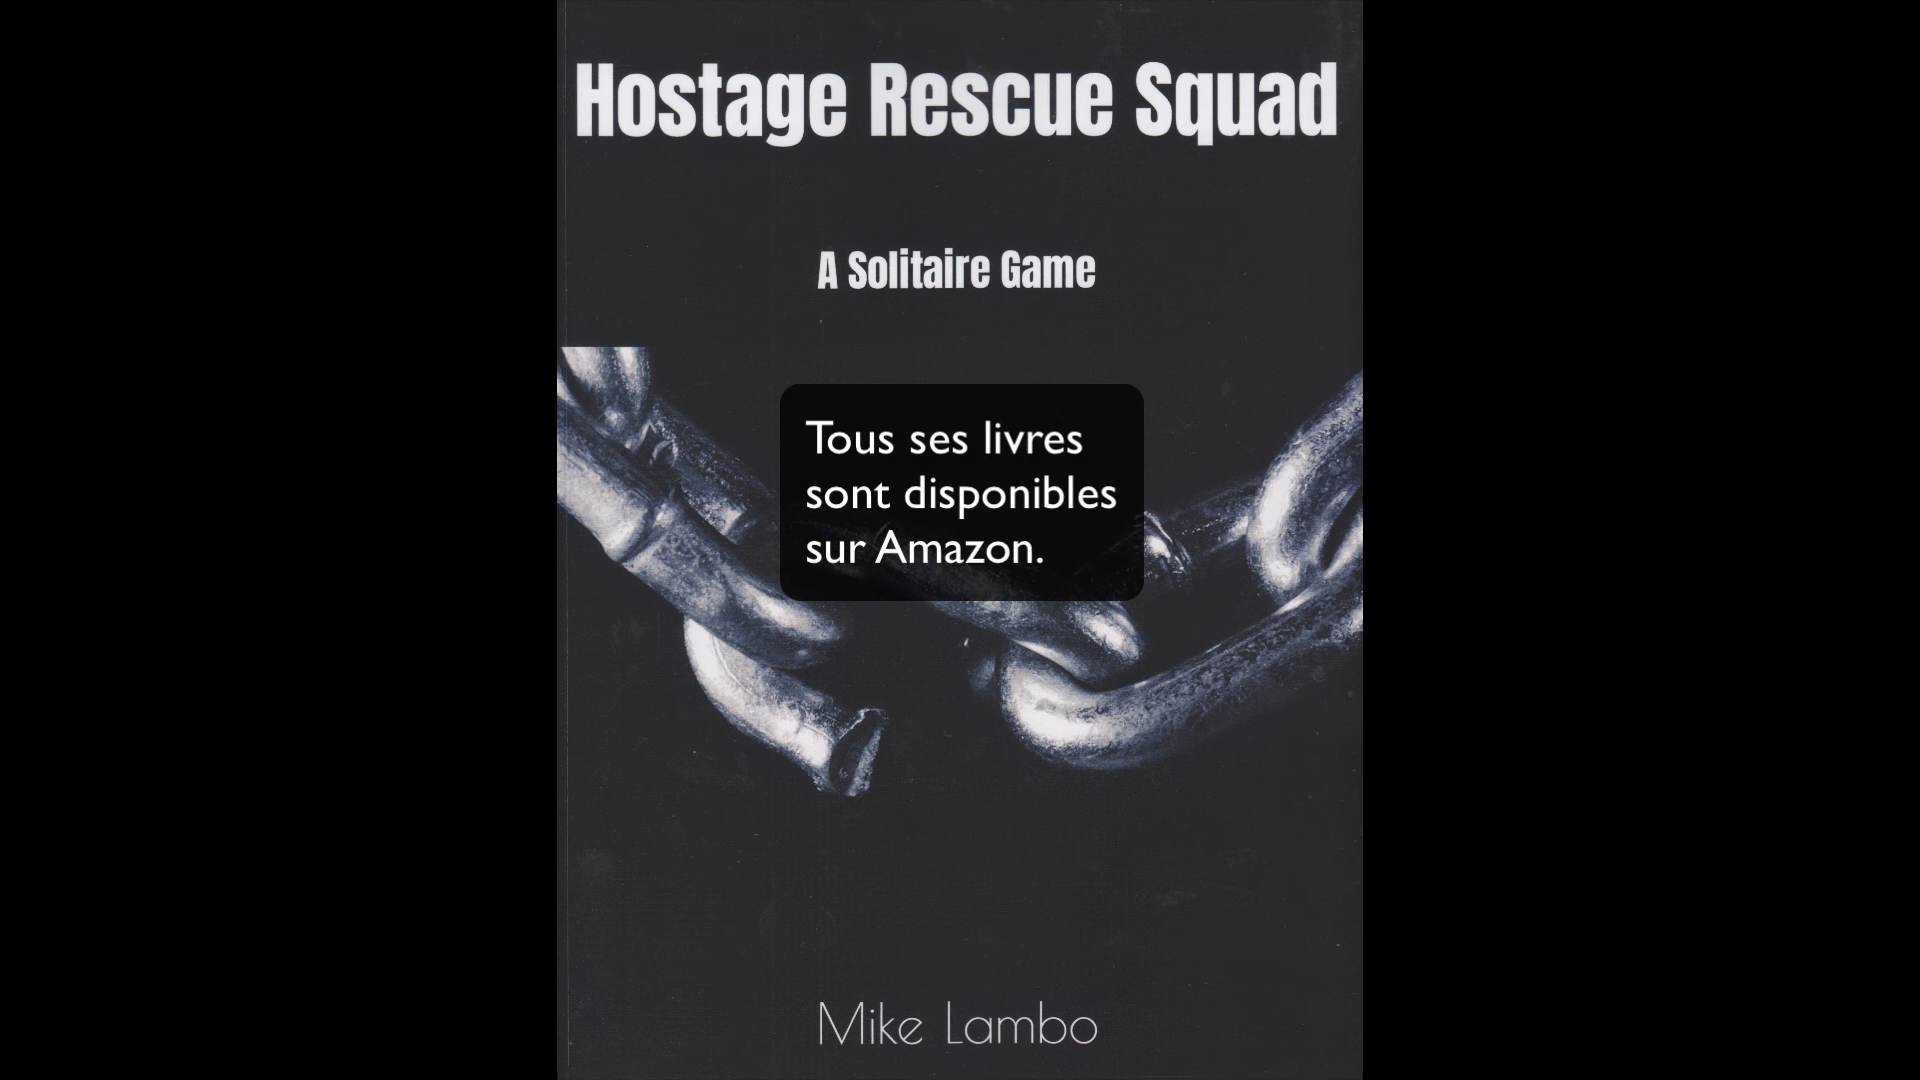 Hostage Rescue Squad
A Solitaire Game
Tous ses livres
sont disponibles
sur Amazon.
Mike Lambo